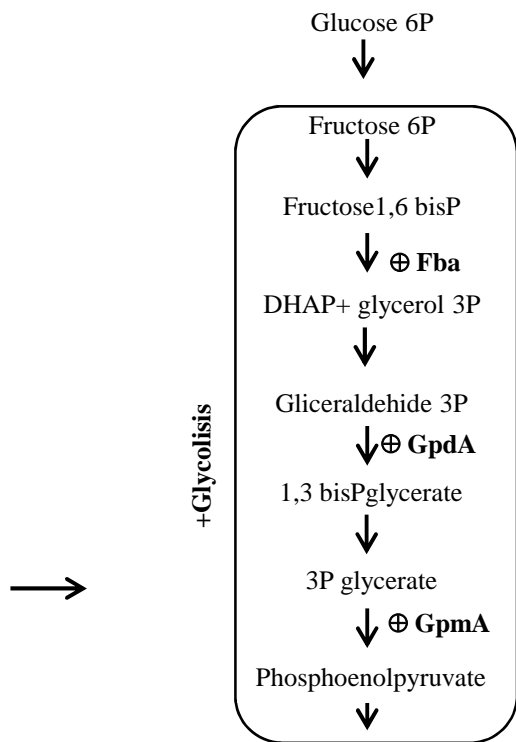 Glucose 6P
Fructose 6P
Fructose1,6 bisP
⊕ Fba
DHAP+ glycerol 3P
Gliceraldehide 3P
⊕ GpdA
1,3 bisPglycerate
3P glycerate
⊕ GpmA
Phosphoenolpyruvate
+Glycolisis